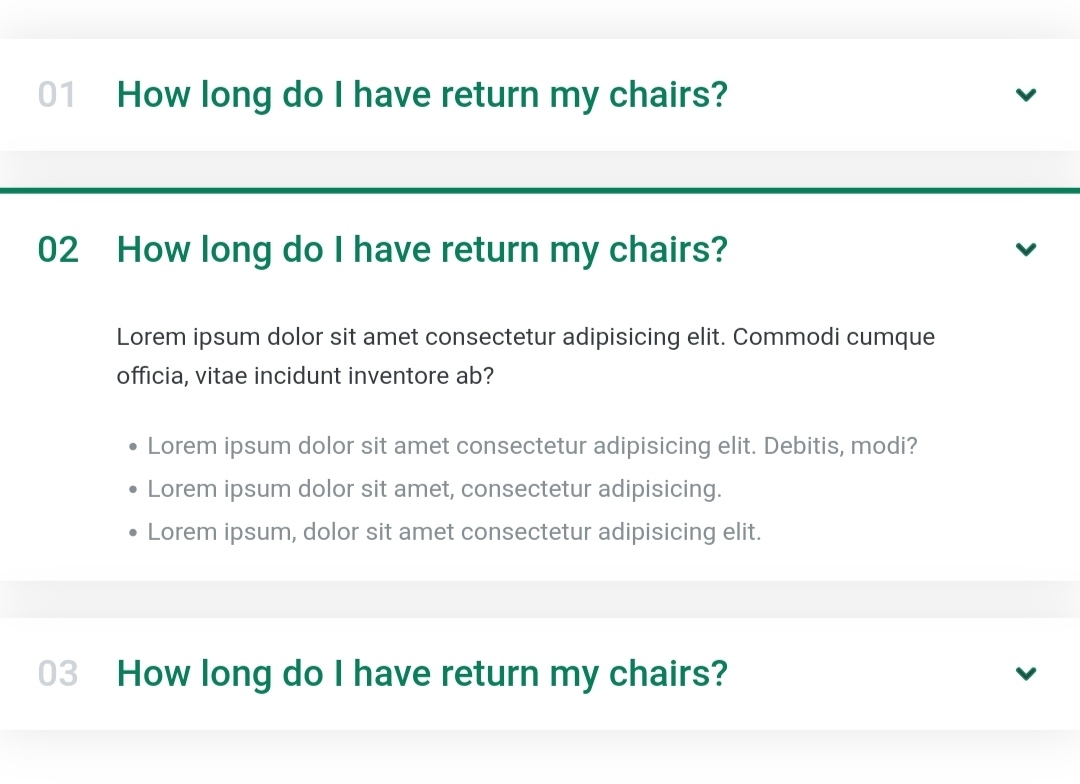 01 How long do I have return my chairs?
02 How long do I have return my chairs?
Lorem ipsum dolor sit amet consectetur adipisicing elit. Commodi cumque
officia, vitae incidunt inventore ab?
• Lorem ipsum dolor sit amet consectetur adipisicing elit. Debitis, modi?
• Lorem ipsum dolor sit amet, consectetur adipisicing.
• Lorem ipsum, dolor sit amet consectetur adipisicing elit.
03 How long do I have return my chairs?